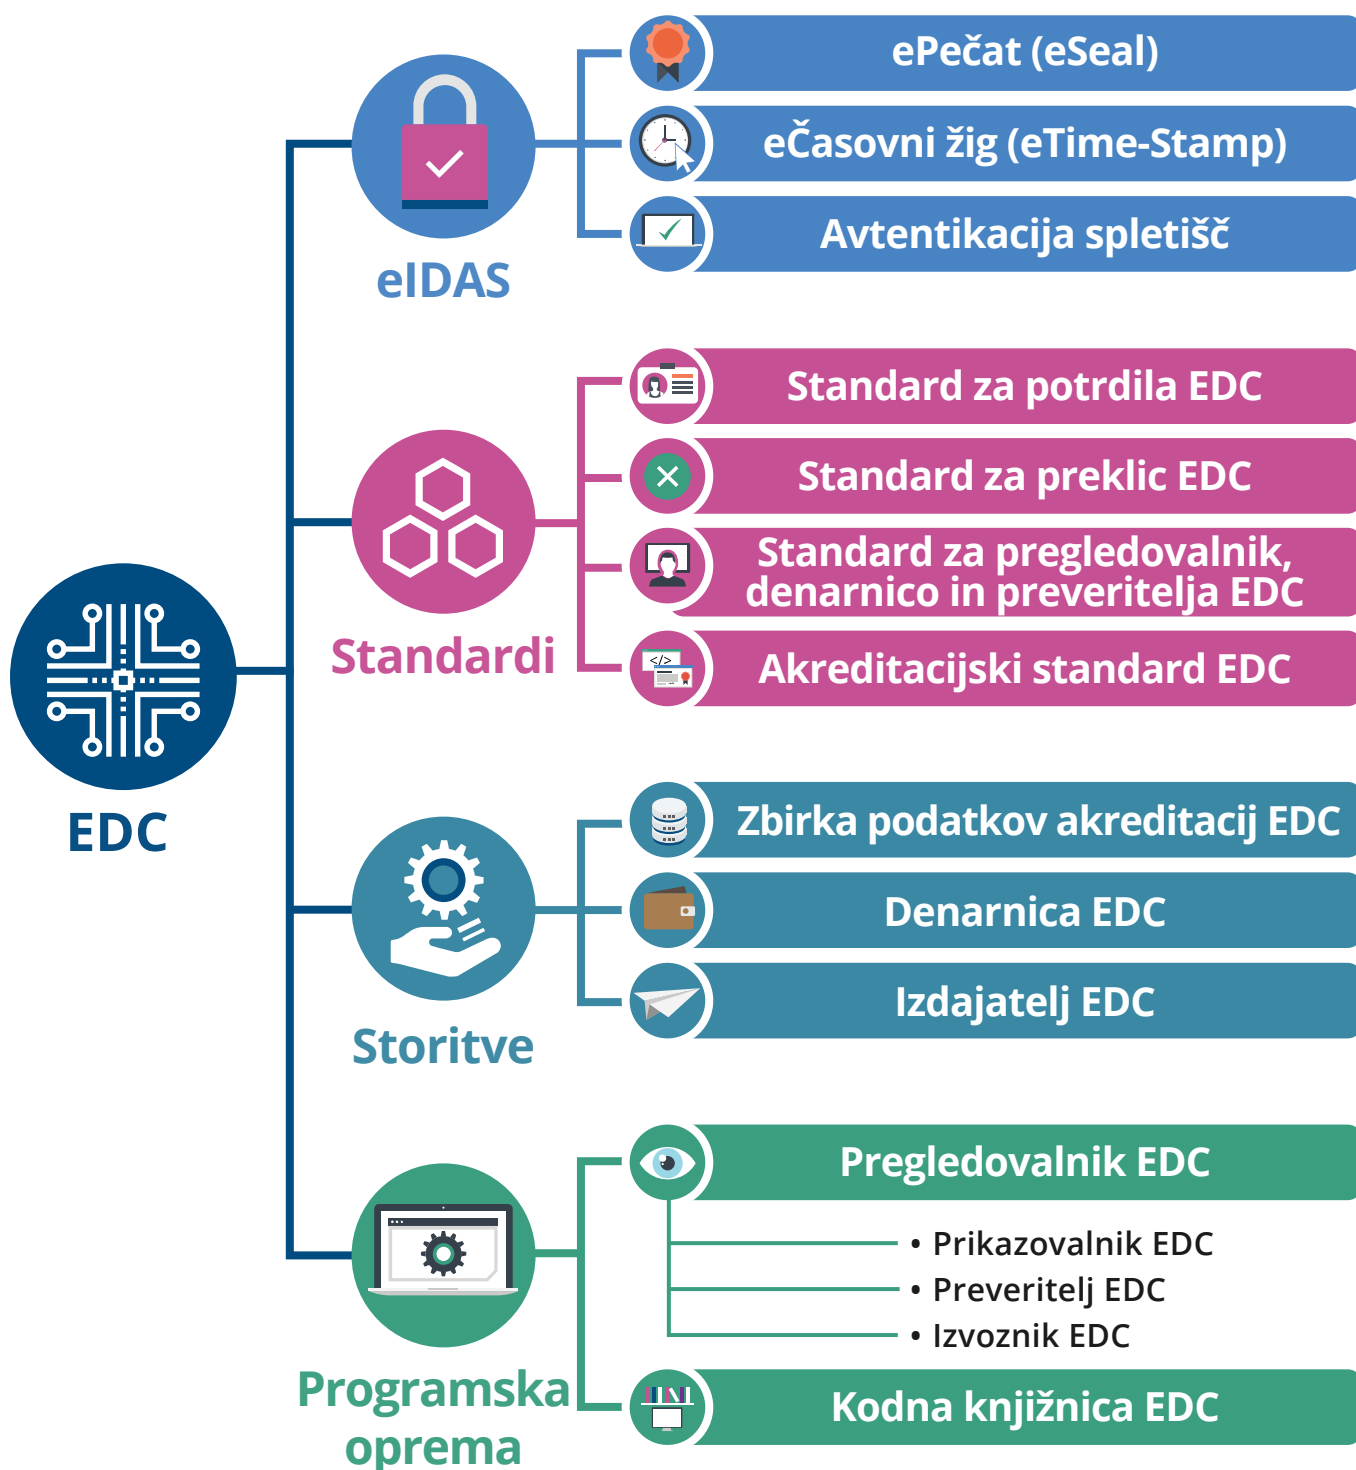 ePečat (eSeal)
eČasovni žig (eTime-Stamp)
Avtentikacija spletišč
eIDAS
Standard za potrdila EDC
Standard za preklic EDC
Standard za pregledovalnik,
denarnico in preveritelja EDC
Akreditacijski standard EDC
</>
Standardi
EDC
Zbirka podatkov akreditacij EDC
Denarnica EDC
Izdajatelj EDC
Storitve
Pregledovalnik EDC
• Prikazovalnik EDC
• Preveritelj EDC
• Izvoznik EDC
Kodna knjižnica EDC
Programska
oprema